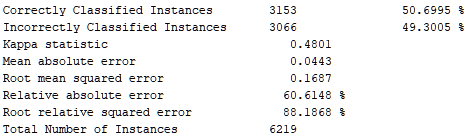 Correctly Classified Instances 3153 50.6995 %
Incorrectly Classified Instances 3066 49.3005 %
Kappa statistic 0.4801
Mean absolute error 0.0443
Root mean squared error 0.1687
Relative absolute error 60.6148 %
Root relative squared error 88.1868 %
Total Number of Instances 6219